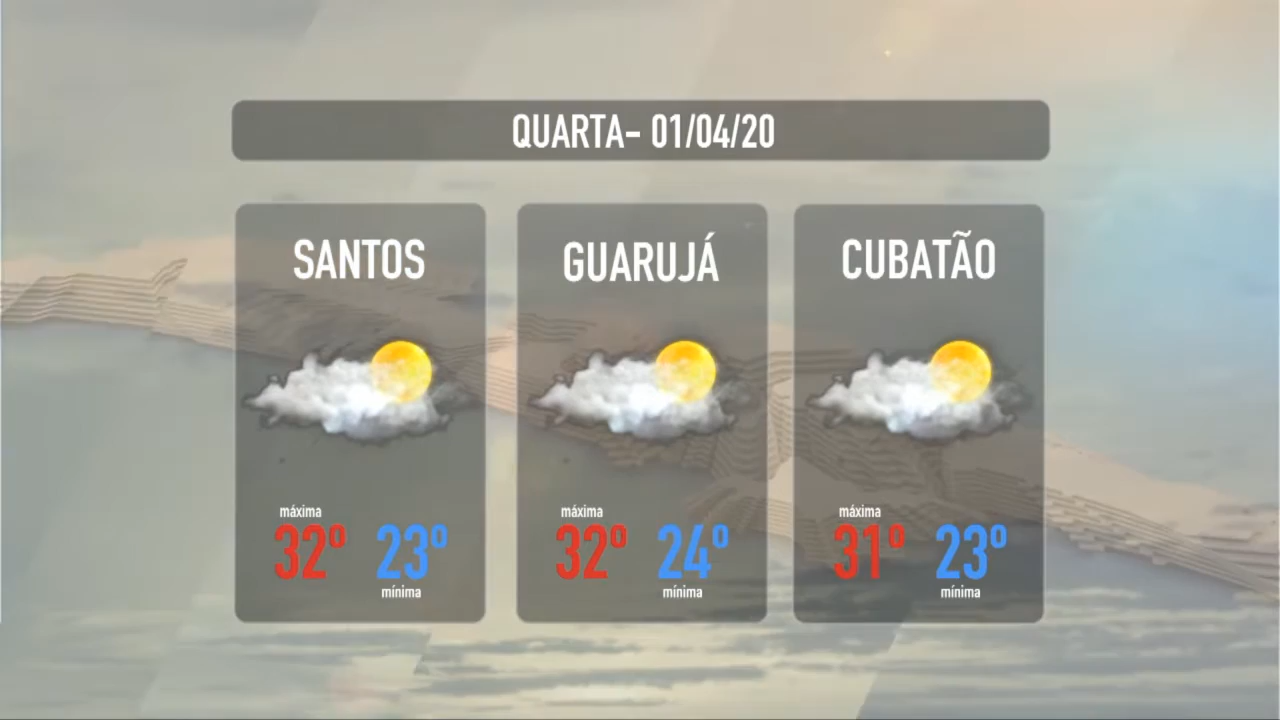 QUARTA- 01/04/20
SANTOS
máxima
32º 23º
mínima
GUARUJÁ
máxima
32º 24º
mínima
CUBATÃO
máxima
31º 23º
mínima